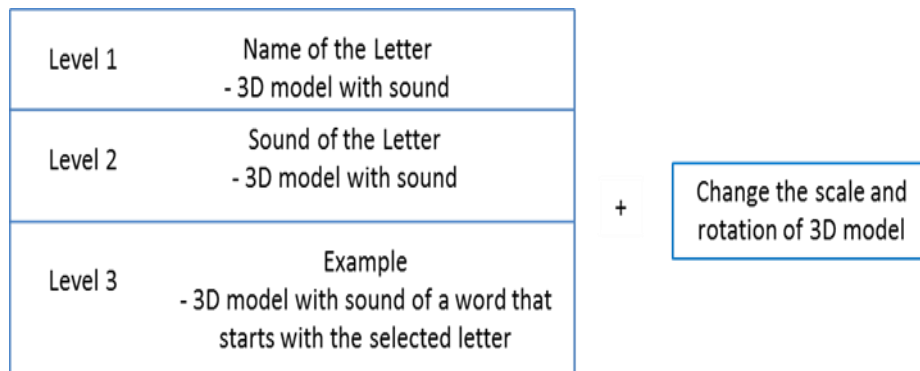 Level 1
Name of the Letter
- 3D model with sound
Level 2
Sound of the Letter
- 3D model with sound
Level 3
Example
- 3D model with sound of a word that
starts with the selected letter
+
Change the scale and
rotation of 3D model